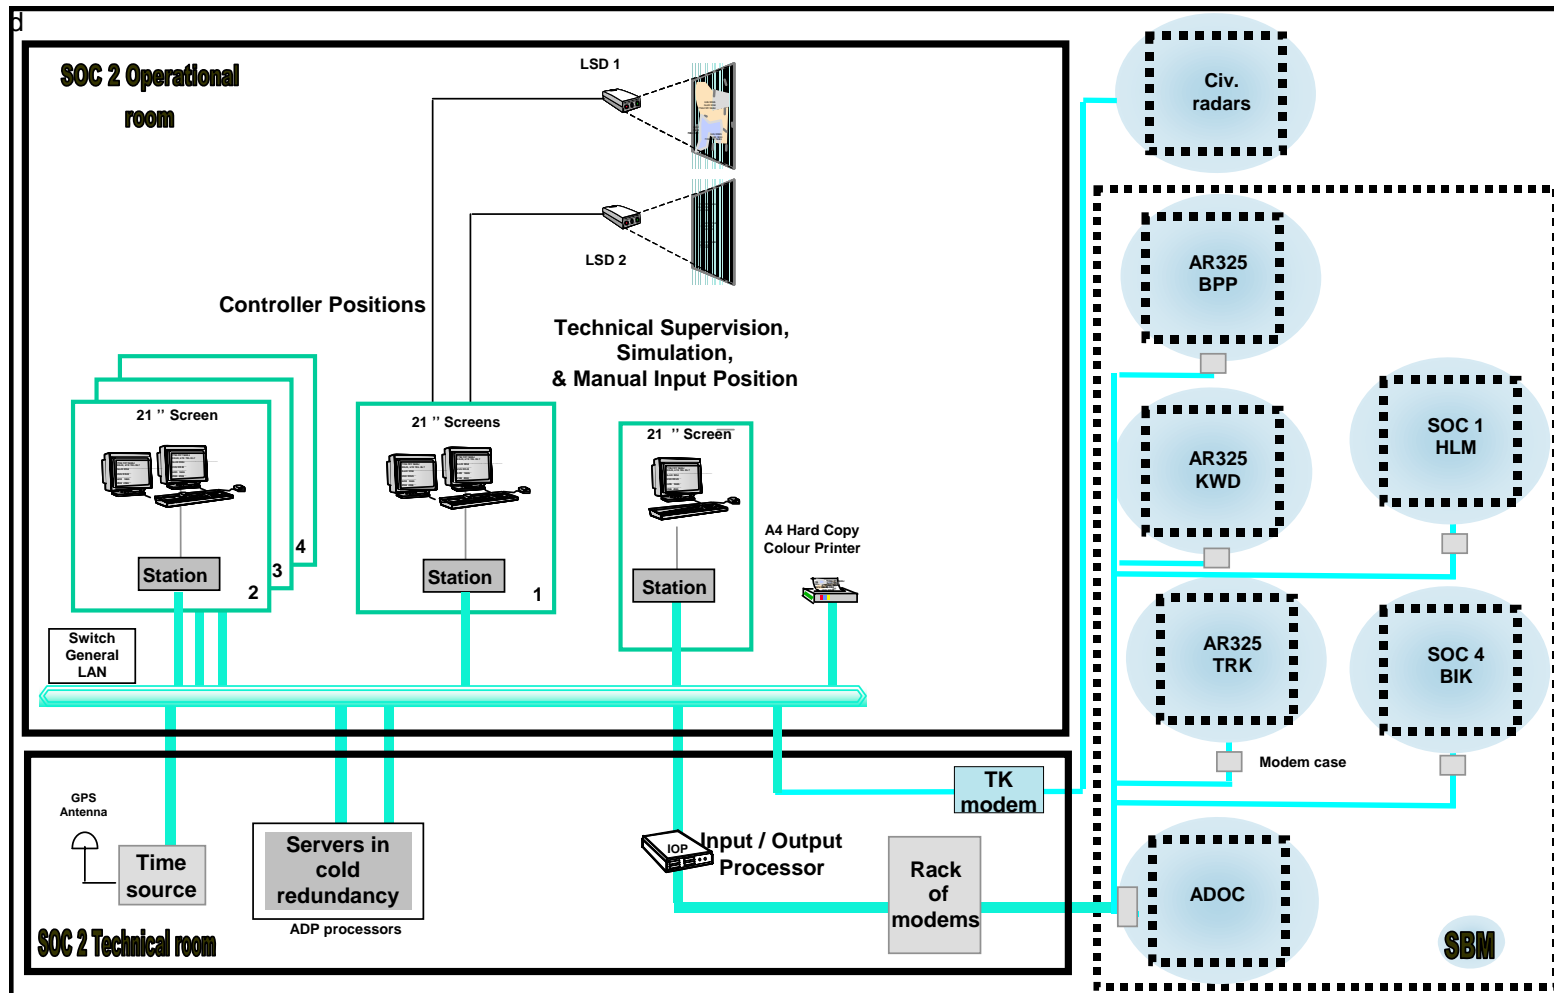 d
SOC 2 Operational
room
LSD 1
LSD 2
Controller Positions
Technical Supervision,
Simulation,
& Manual Input Position
21 ’’ Screen
Station
2
3
4
21 ’’ Screens
Station
1
21 ’’ Screen
Station
A4 Hard Copy
Colour Printer
Switch
General
LAN
GPS
Antenna
Time
source
Servers in
cold
redundancy
ADP processors
IOP
Input / Output
Processor
Rack
of
modems
TK
modem
SOC 2 Technical room
Civ.
radars
AR325
BPP
AR325
KWD
SOC 1
HLM
AR325
TRK
SOC 4
BIK
Modem case
ADOC
SBM